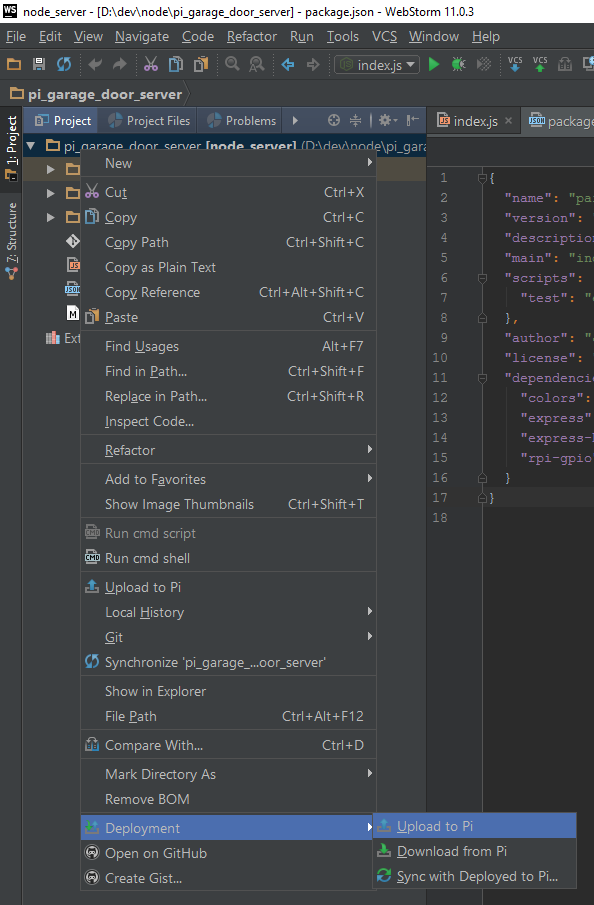 WS node_server - [D:\dev\node\pi_garage_door_server] - package.json - WebStorm 11.0.3
File Edit View Navigate Code Refactor Run Tools VCS Window Help
index.js VCS VCS
pi_garage_door_server
1: Project
7: Structure
Project Project Files Problems
index.js JSON package
pi_garage_door_server [node_server] (D:\dev\node\pi_gara
New
Cut Ctrl+X
Copy Ctrl+C
Copy Path Ctrl+Shift+C
Copy as Plain Text
Copy Reference Ctrl+Alt+Shift+C
Paste Ctrl+V
Ext
Find Usages Alt+F7
Find in Path... Ctrl+Shift+F
Replace in Path... Ctrl+Shift+R
Inspect Code...
Refactor
Add to Favorites
Show Image Thumbnails Ctrl+Shift+T
Run cmd script
Run cmd shell
Upload to Pi
Local History
Git
Synchronize 'pi_garage_...oor_server'
Show in Explorer
File Path Ctrl+Alt+F12
Compare With... Ctrl+D
Mark Directory As
Remove BOM
Deployment
Open on GitHub
Create Gist...
Upload to Pi
Download from Pi
Sync with Deployed to Pi...
1 {
2 "name": "pa
3 "version":
4 "description
5 "main": "ind
6 "scripts":
7 "test": "
8 },
9 "author": "
10 "license":
11 "dependenci
12 "colors":
13 "express"
14 "express-
15 "rpi-gpio
16 }
17 }
18